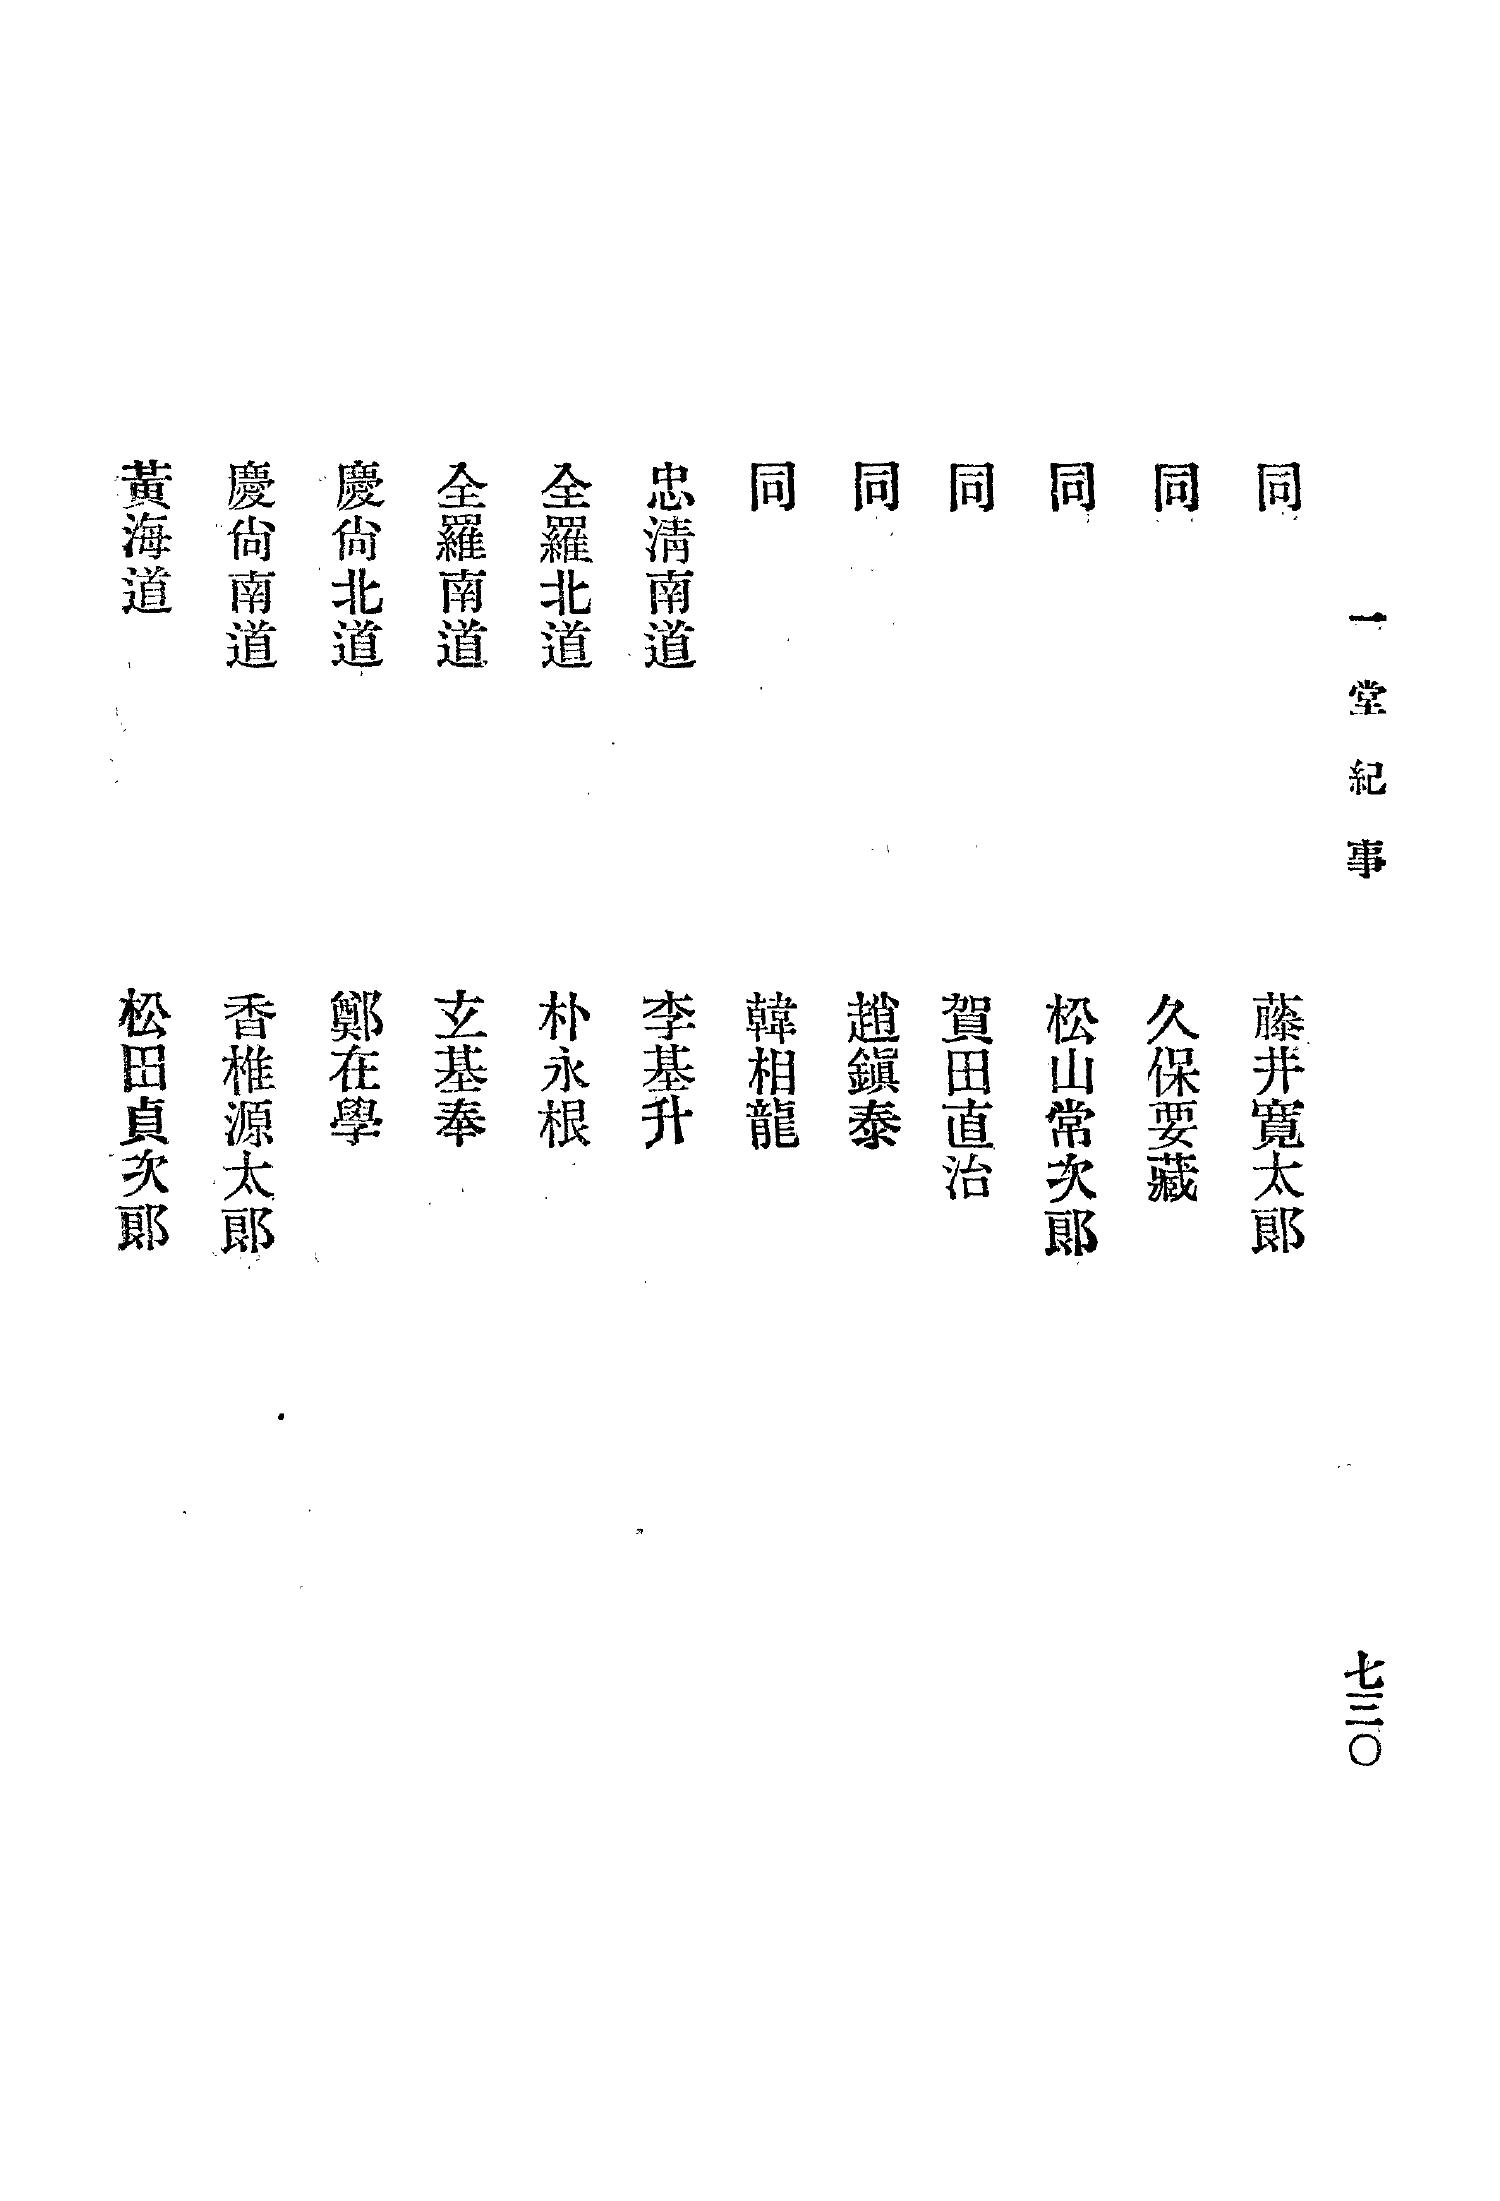 一堂紀事　七三〇
同　藤井寬太郎
同　久保要藏
同　松山常次郎
同　賀田直治
同　趙鎭泰
同　韓相龍
忠淸南道　李基升
全羅北道　朴永根
全羅南道　玄基奉
慶尙北道　鄭在學
慶尙南道　香椎源太郎
黃海道　松田貞次郎